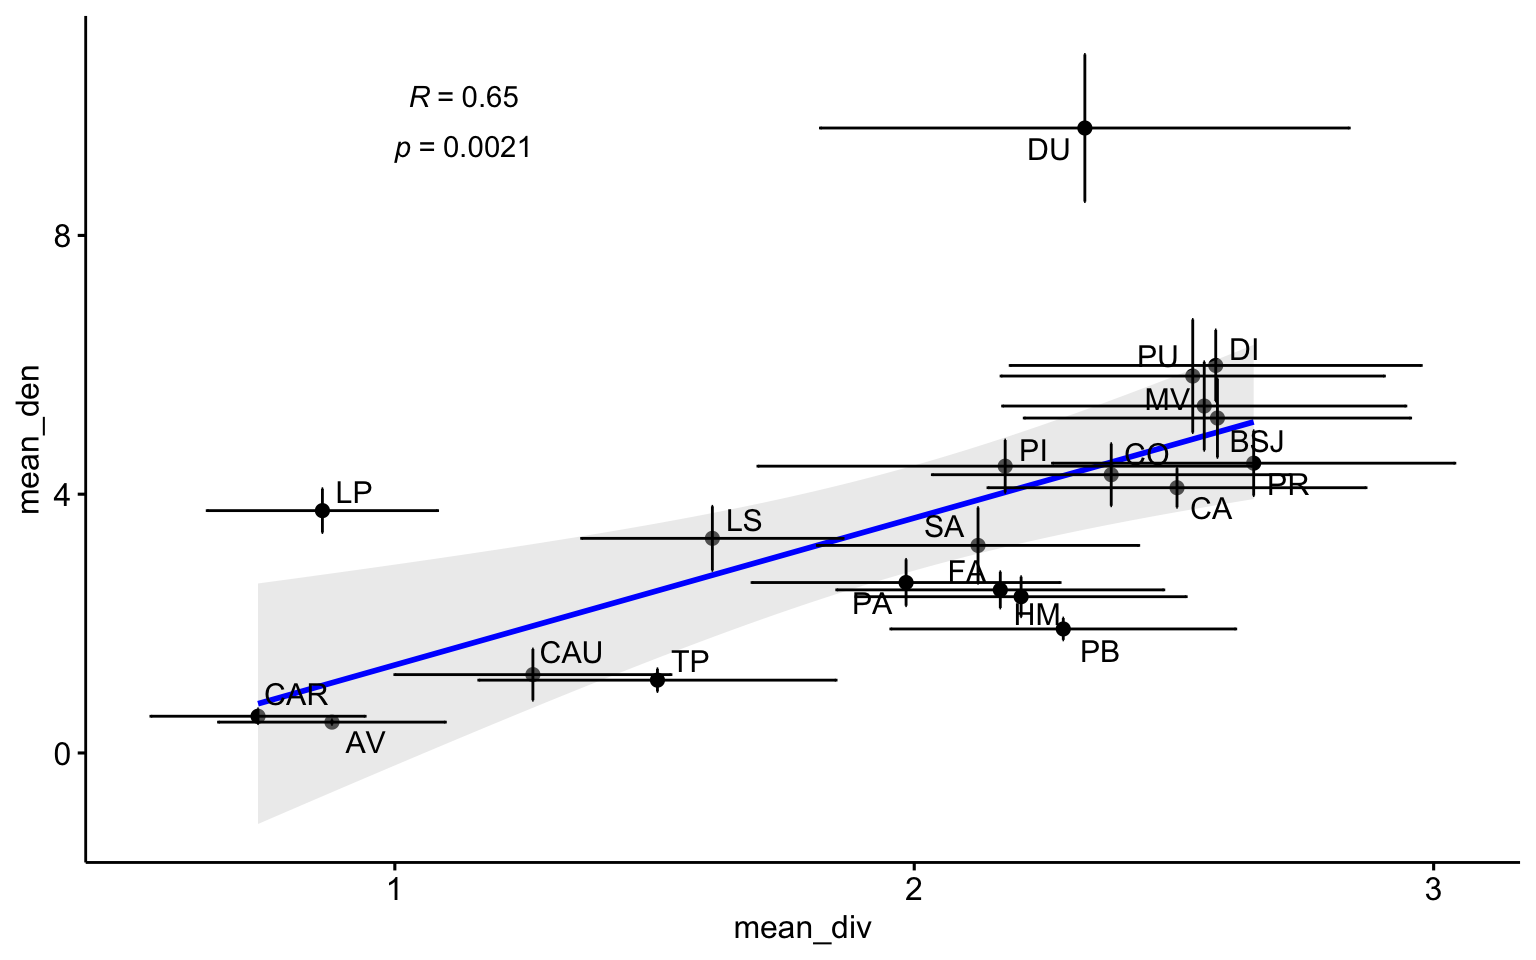 R = 0.65
p = 0.0021
DU
8
PU
DI
MV
BSJ
PI
CO
4
LP
PR
CA
LS
SA
FA
PA
HM
PB
CAU
TP
CAR
AV
0
mean_den
1
2
3
mean_div